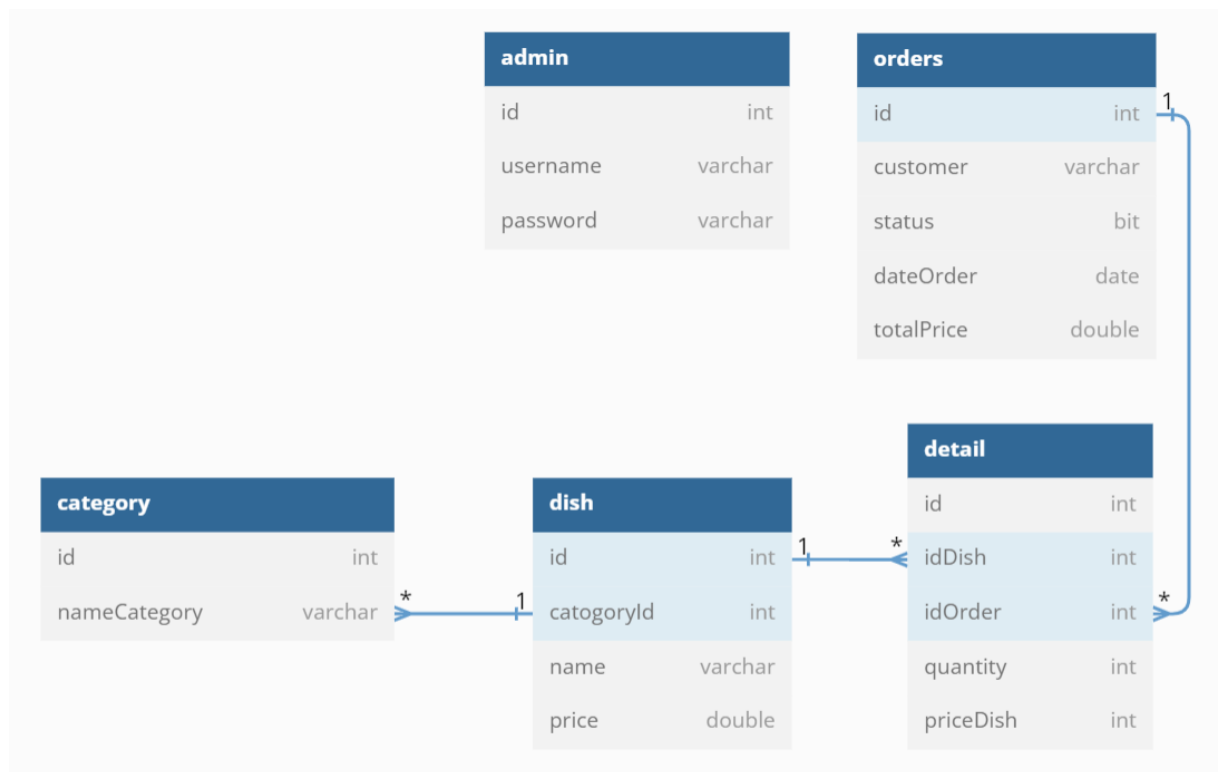 admin
id int
username varchar
password varchar
orders
id int
customer varchar
status bit
dateOrder date
totalPrice double
1
category
id int
nameCategory varchar
*
1
dish
id int
catogoryId int
name varchar
price double
1
*
detail
id int
idDish int
idOrder int
quantity int
priceDish int
*